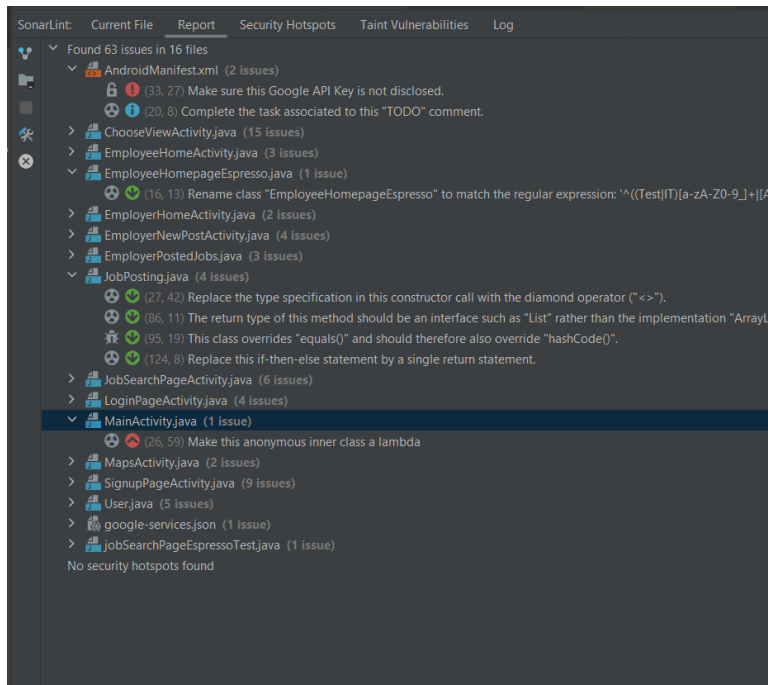 SonarLint: Current File Report Security Hotspots Taint Vulnerabilities Log
Found 63 issues in 16 files
AndroidManifest.xml (2 issues)
(33, 27) Make sure this Google API Key is not disclosed.
(20, 8) Complete the task associated to this "TODO" comment.
ChooseViewActivity.java (15 issues)
EmployeeHomeActivity.java (3 issues)
EmployeeHomepageEspresso.java (1 issue)
(16, 13) Rename class "EmployeeHomepageEspresso" to match the regular expression: '^((Test|IT)[a-zA-Z0-9_]+|[A
EmployerHomeActivity.java (2 issues)
EmployerNewPostActivity.java (4 issues)
EmployerPostedJobs.java (3 issues)
JobPosting.java (4 issues)
(27, 42) Replace the type specification in this constructor call with the diamond operator ("<>").
(86, 11) The return type of this method should be an interface such as "List" rather than the implementation "ArrayL
(95, 19) This class overrides "equals()" and should therefore also override "hashCode()".
(124, 8) Replace this if-then-else statement by a single return statement.
JobSearchPageActivity.java (6 issues)
LoginPageActivity.java (4 issues)
MainActivity.java (1 issue)
(26, 59) Make this anonymous inner class a lambda
MapsActivity.java (2 issues)
SignupPageActivity.java (9 issues)
User.java (5 issues)
google-services.json (1 issue)
jobSearchPageEspressoTest.java (1 issue)
No security hotspots found